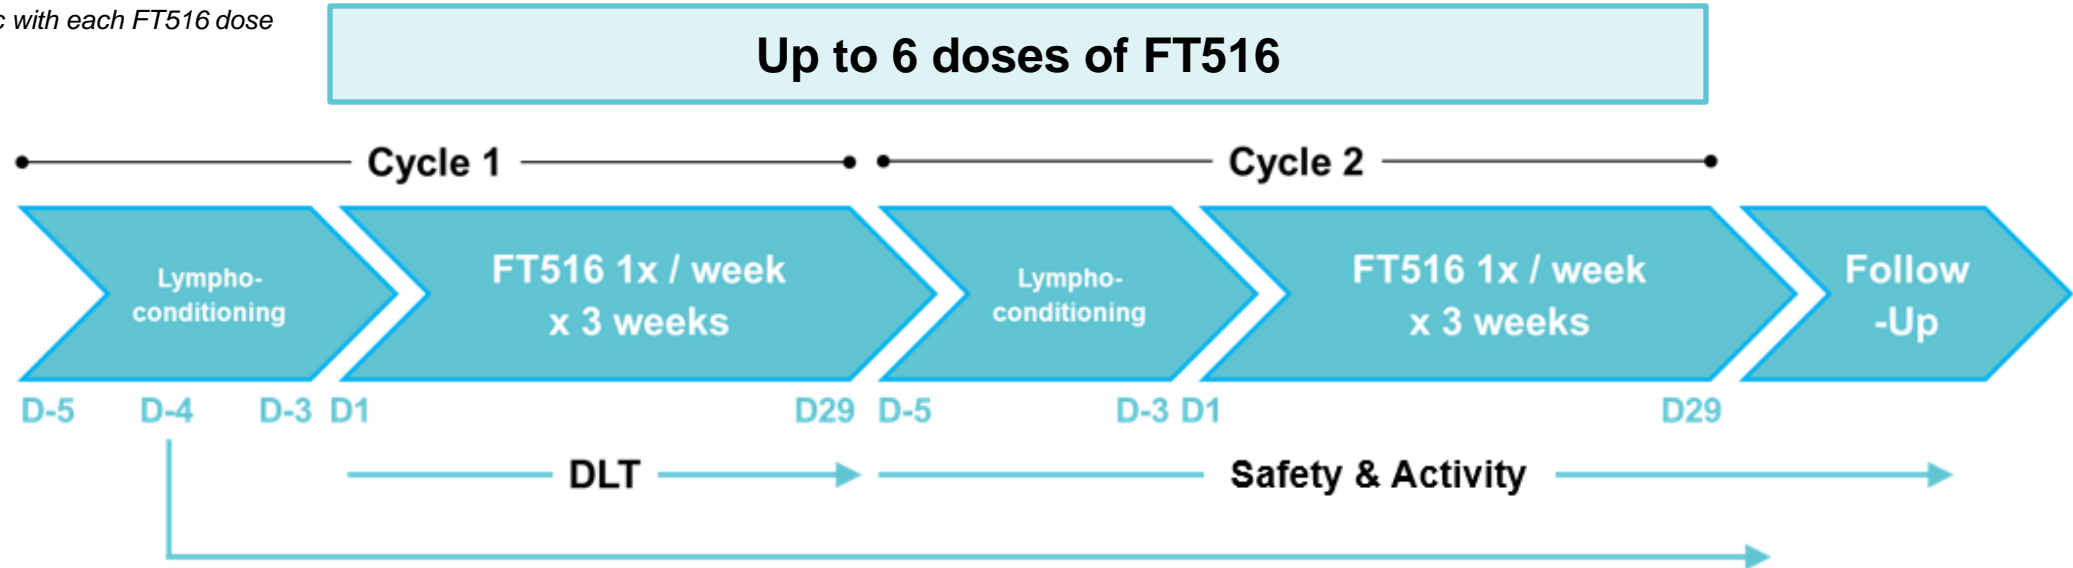 c with each FT516 dose
Up to 6 doses of FT516
Cycle 1
Cycle 2
Lympho-
conditioning
FT516 1x / week
x 3 weeks
Lympho-
conditioning
FT516 1x / week
x 3 weeks
Follow
-Up
D-5 D-4 D-3 D1 D29 D-5 D-3 D1 D29
DLT
Safety & Activity